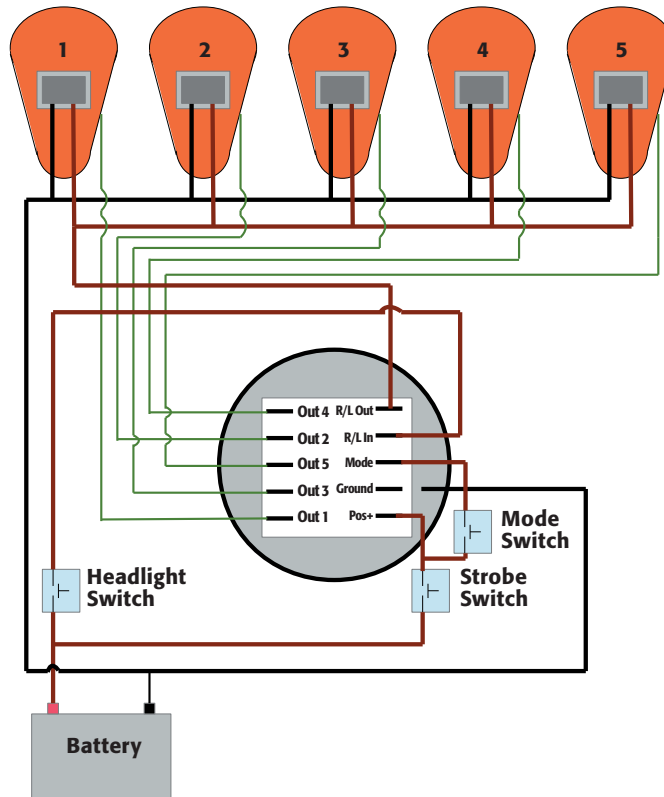 1 2 3 4 5
Out 4 R/L Out
Out 2 R/L In
Out 5 Mode
Out 3 Ground
Out 1 Pos+
Mode
Switch
Headlight
Switch
Strobe
Switch
Battery